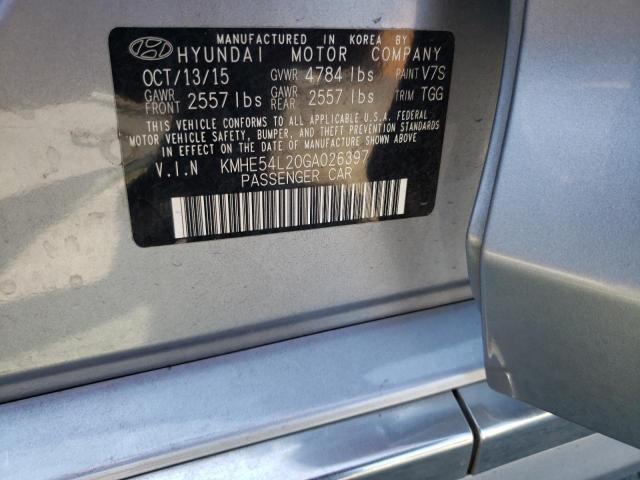 MANUFACTURED IN KOREA BY
HYUNDAI MOTOR COMPANY
OCT/13/15 GVWR 4784 lbs PAINT V7S
GAWR FRONT 2557 lbs GAWR REAR 2557 lbs TRIM TGG
THIS VEHICLE CONFORMS TO ALL APPLICABLE U.S.A. FEDERAL
MOTOR VEHICLE SAFETY, BUMPER, AND THEFT PREVENTION STANDARDS
IN EFFECT ON THE DATE OF MANUFACTURE SHOWN ABOVE.
V.I.N KMHE54L20GA026397
PASSENGER CAR